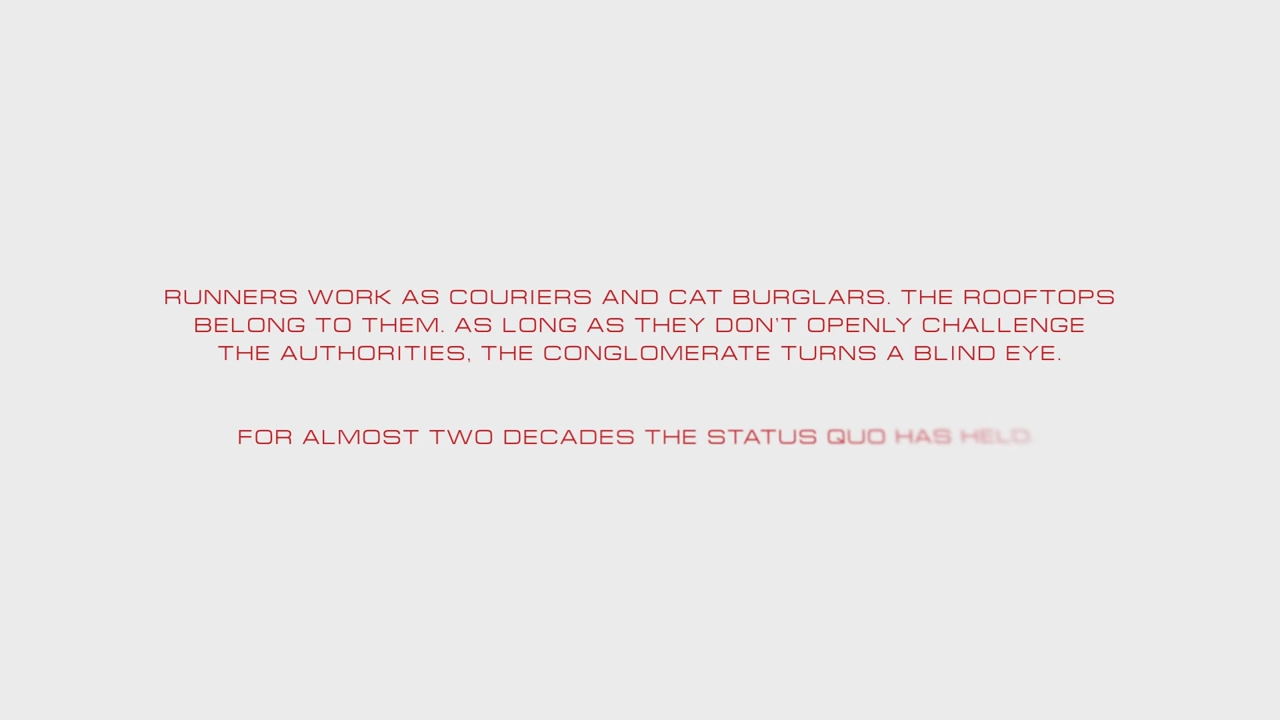 RUNNERS WORK AS COURIERS AND CAT BURGLARS. THE ROOFTOPS
BELONG TO THEM. AS LONG AS THEY DON'T OPENLY CHALLENGE
THE AUTHORITIES, THE CONGLOMERATE TURNS A BLIND EYE.
FOR ALMOST TWO DECADES THE STATUS QUO HAS HELD.